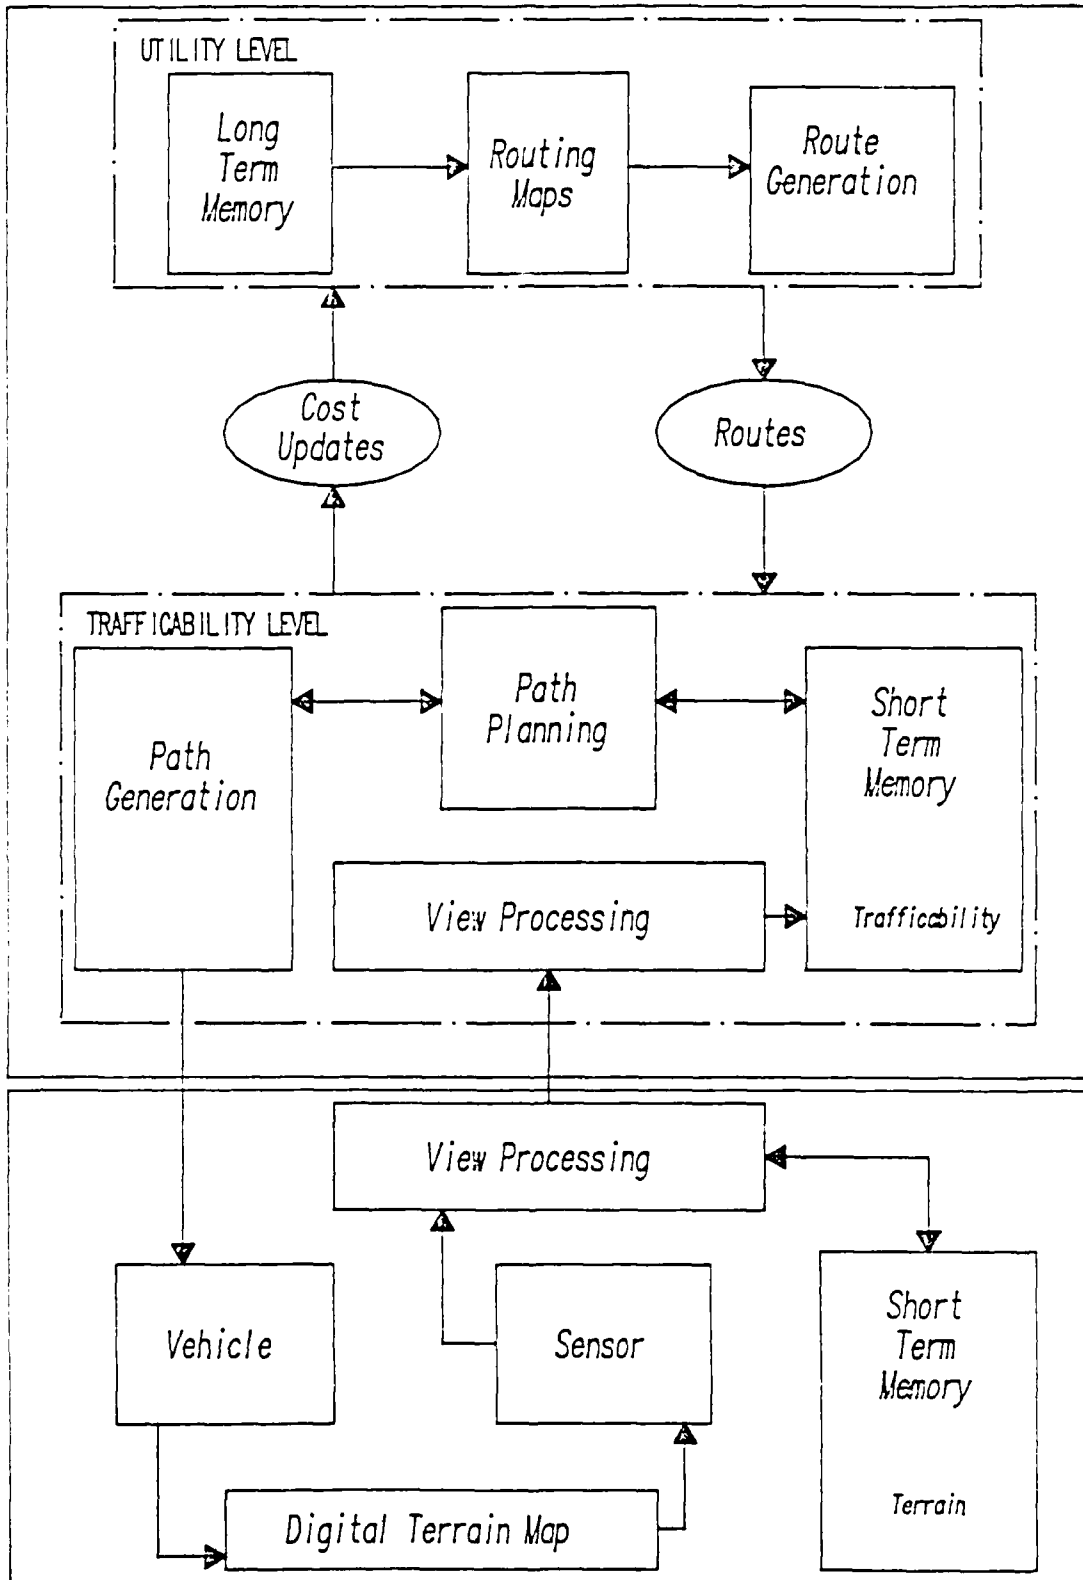 UTILITY LEVEL
Long
Term
Memory
Routing
Maps
Route
Generation
Cost
Updates
Routes
TRAFFICABILITY LEVEL
Path
Generation
Path
Planning
Short
Term
Memory
Trafficability
View Processing
View Processing
Vehicle
Sensor
Short
Term
Memory
Terrain
Digital Terrain Map